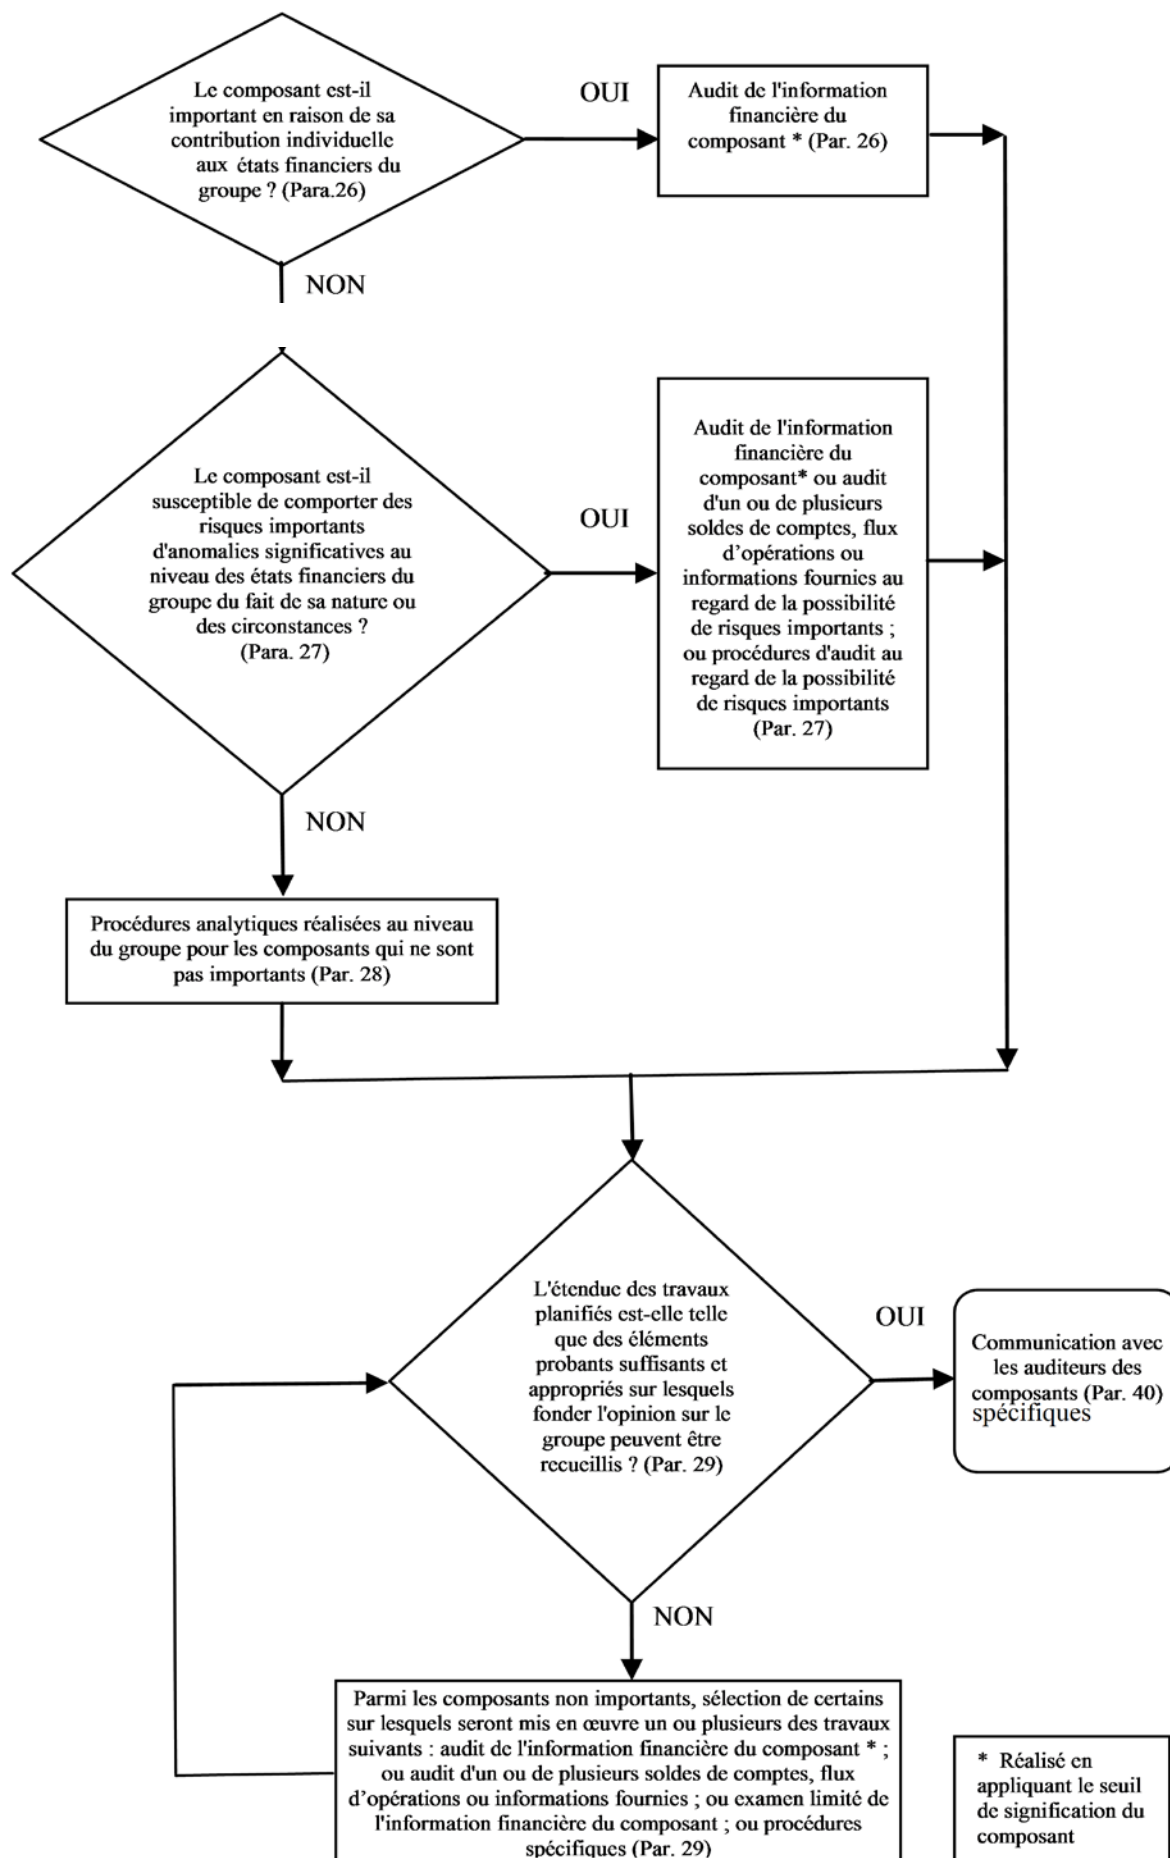 Le composant est-il
important en raison de sa
contribution individuelle
aux états financiers du
groupe ? (Para.26)
OUI
Audit de l'information
financière du
composant * (Par. 26)
NON
Le composant est-il
susceptible de comporter des
risques importants
d'anomalies significatives au
niveau des états financiers du
groupe du fait de sa nature ou
des circonstances ?
(Para. 27)
OUI
Audit de l'information
financière du
composant* ou audit
d'un ou de plusieurs
soldes de comptes, flux
d'opérations ou
informations fournies au
regard de la possibilité
de risques importants ;
ou procédures d'audit au
regard de la possibilité
de risques importants
(Par. 27)
NON
Procédures analytiques réalisées au niveau
du groupe pour les composants qui ne sont
pas importants (Par. 28)
L'étendue des travaux
planifiés est-elle telle
que des éléments
probants suffisants et
appropriés sur lesquels
fonder l'opinion sur le
groupe peuvent être
recueillis ? (Par. 29)
OUI
Communication avec
les auditeurs des
composants (Par. 40)
spécifiques
NON
Parmi les composants non importants, sélection de certains
sur lesquels seront mis en œuvre un ou plusieurs des travaux
suivants : audit de l'information financière du composant * ;
ou audit d'un ou de plusieurs soldes de comptes, flux
d'opérations ou informations fournies ; ou examen limité de
l'information financière du composant ; ou procédures
spécifiques (Par. 29)
* Réalisé en
appliquant le seuil
de signification du
composant